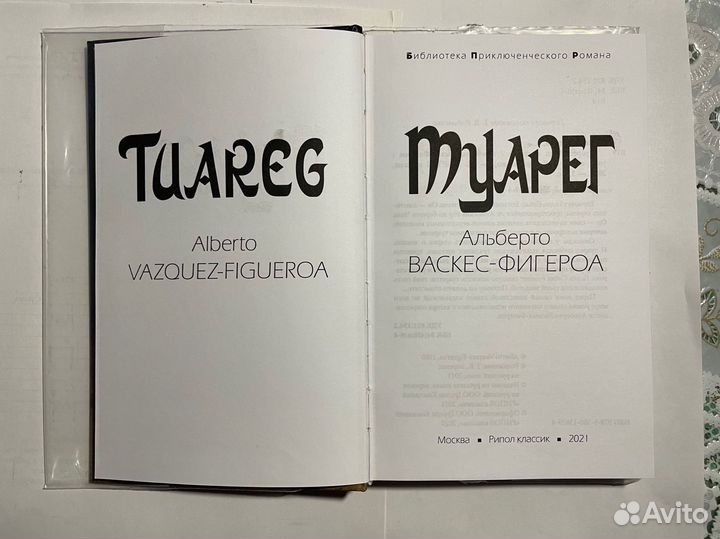 TUAREG
Alberto
VAZQUEZ-FIGUEROA
Библиотека Приключенческого Романа
Туарег
Альберто
ВАСКЕС-ФИГЕРОА
Москва ▪ Рипол классик ▪ 2021
Avito